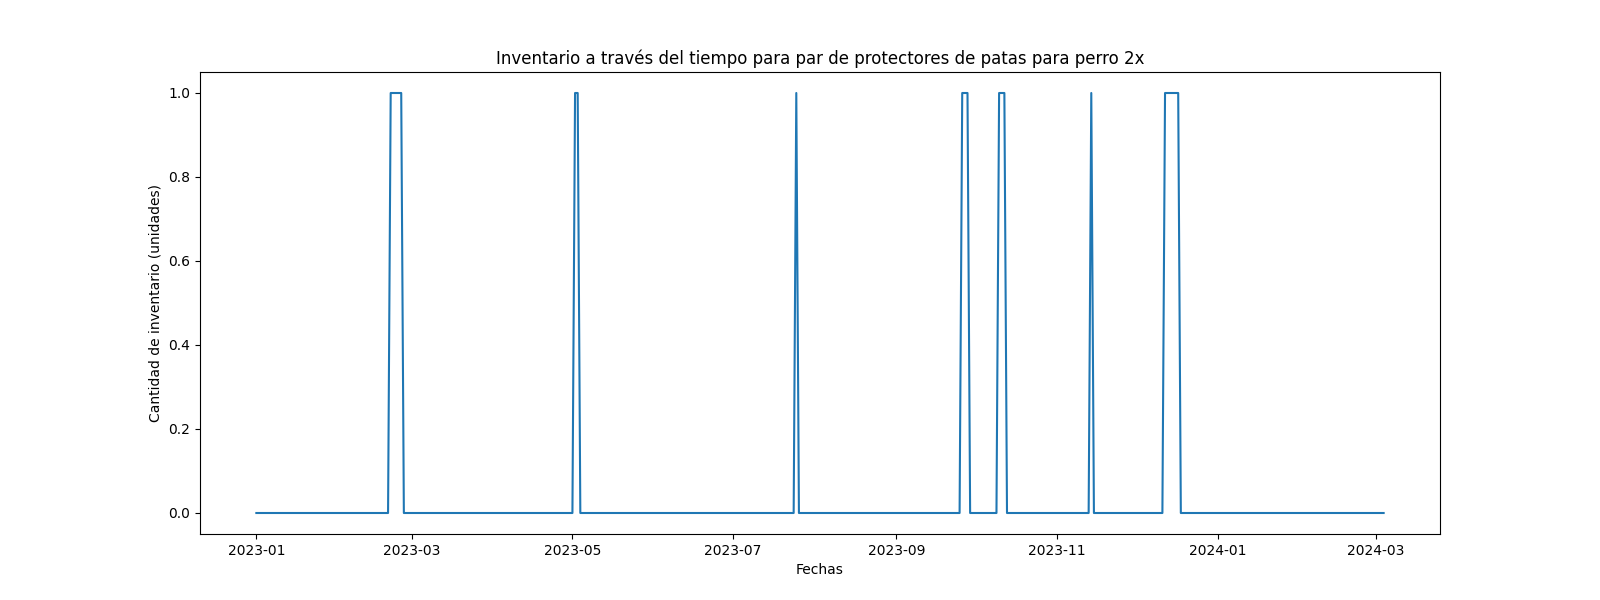 Inventario a través del tiempo para par de protectores de patas para perro 2x
Cantidad de inventario (unidades)
1.0
0.8
0.6
0.4
0.2
0.0
2023-01 2023-03 2023-05 2023-07 2023-09 2023-11 2024-01 2024-03
Fechas